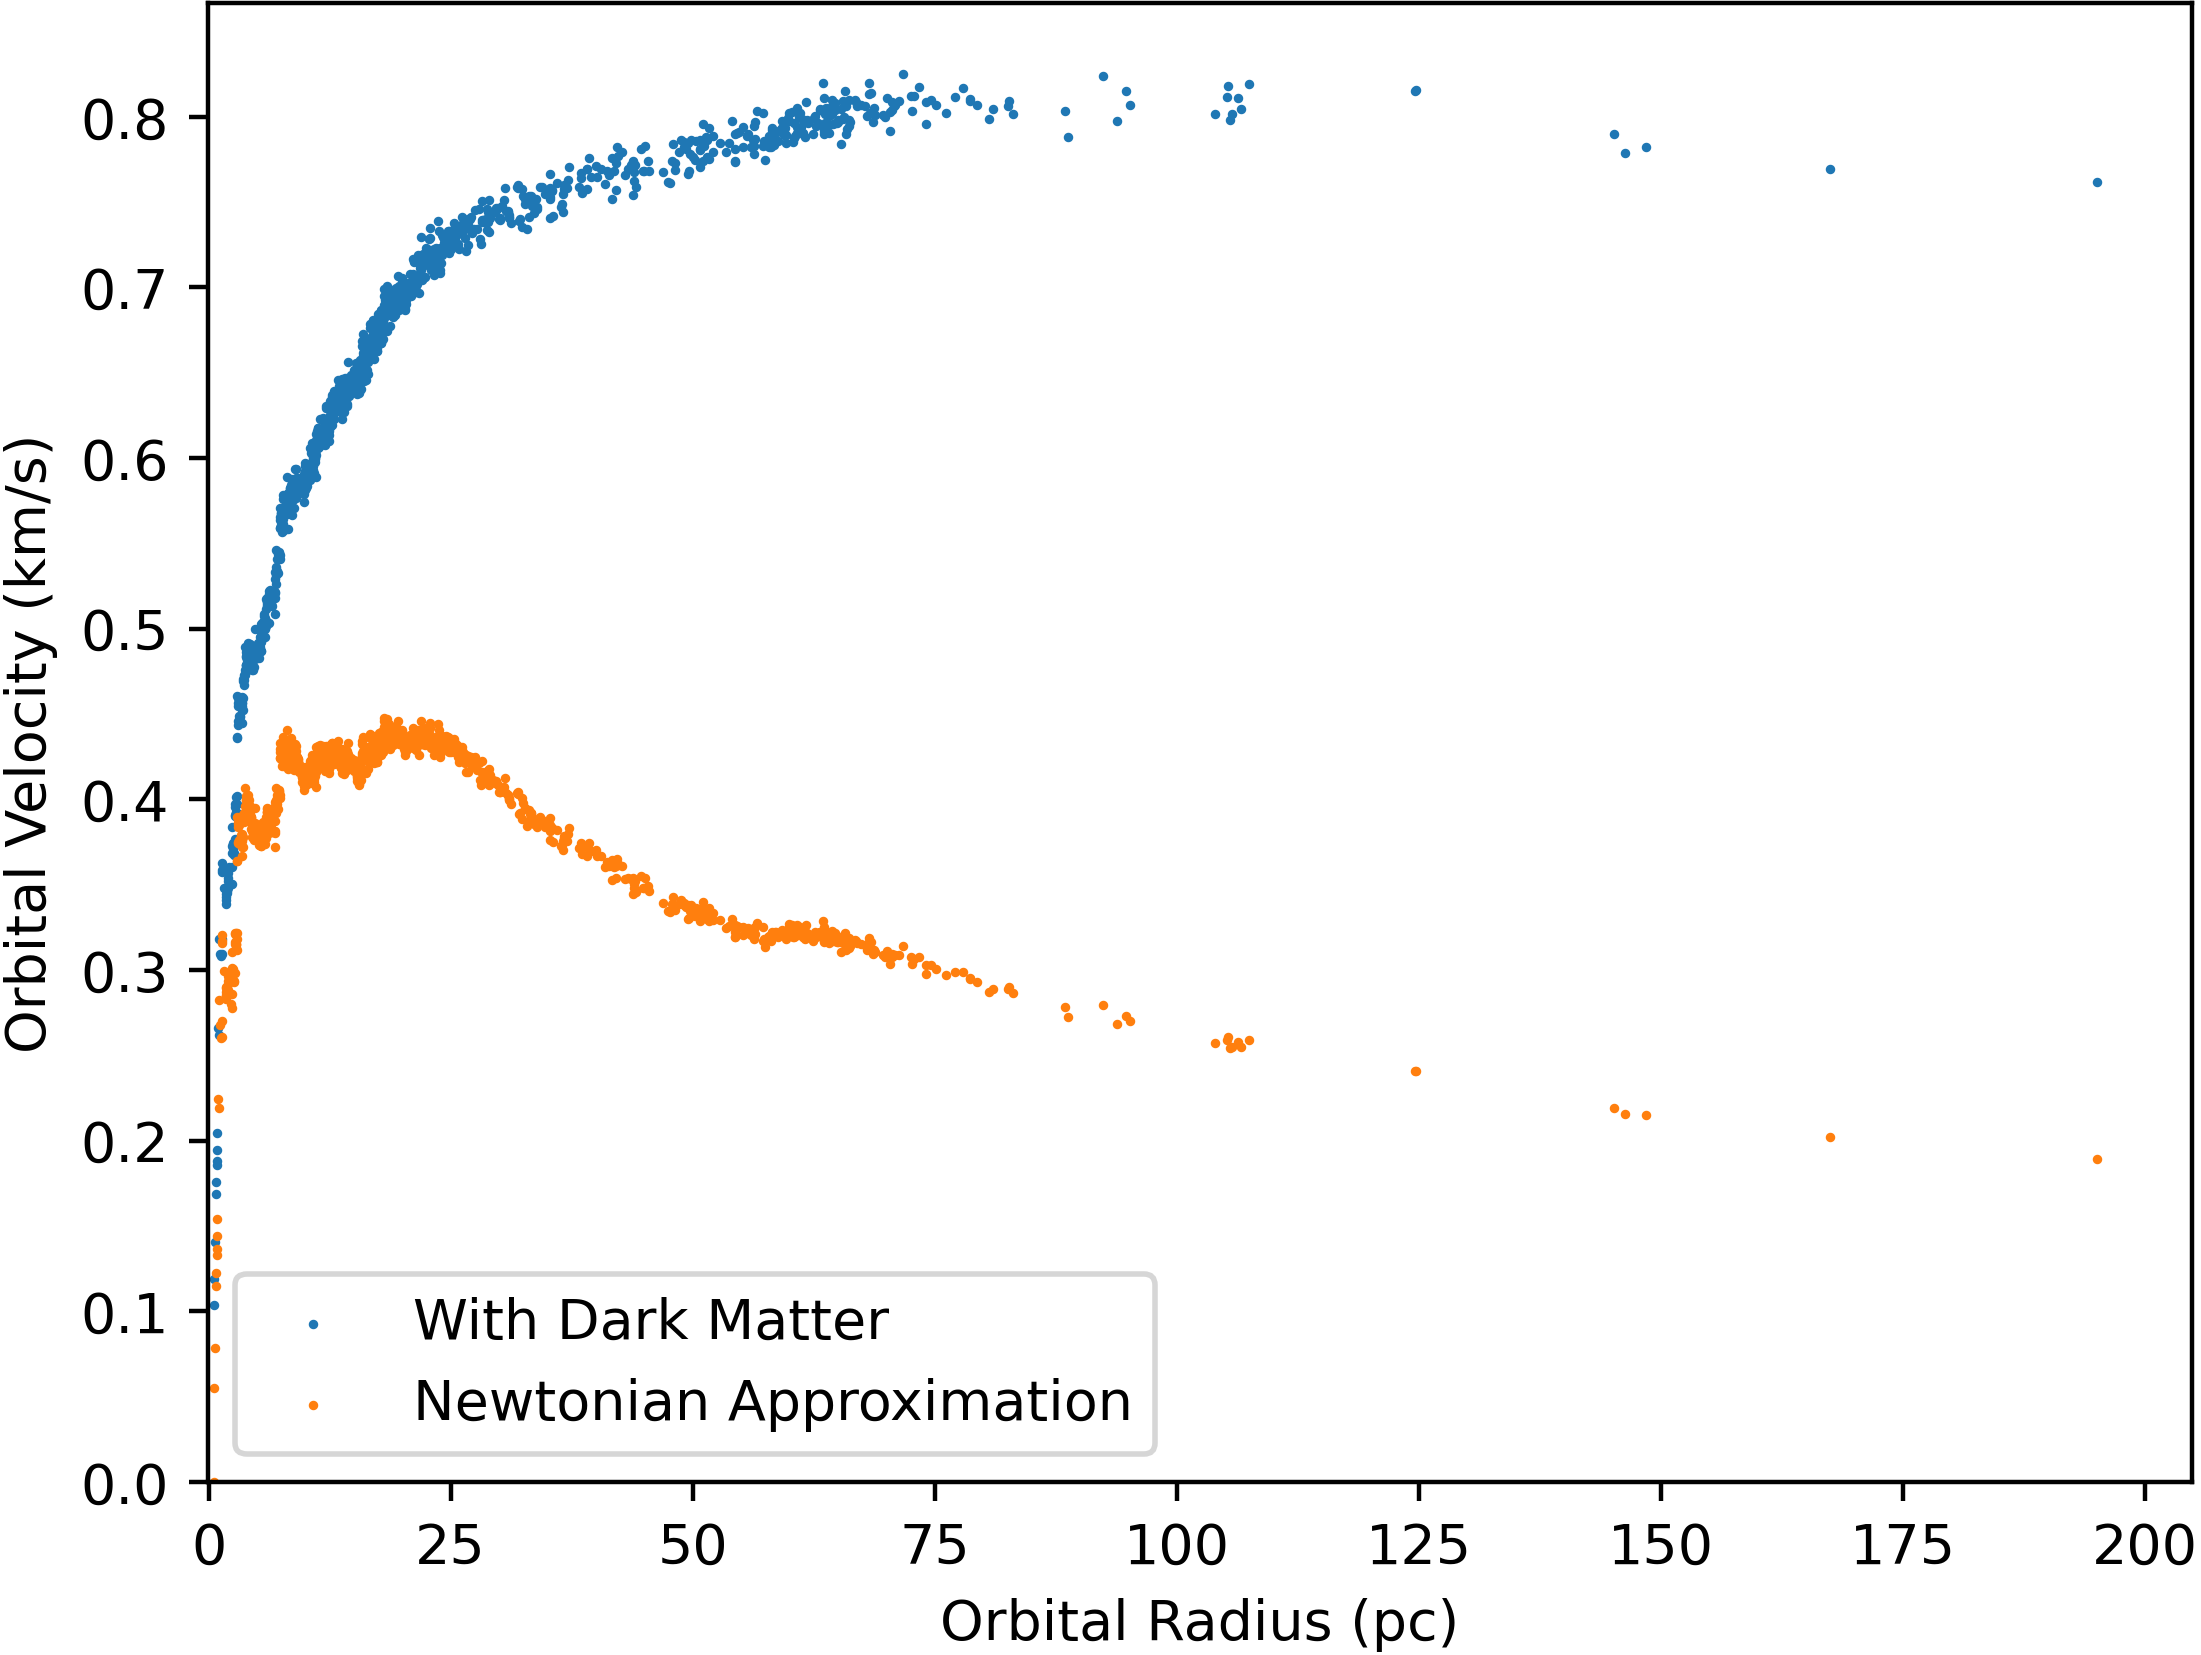 0.8
0.7
0.6
0.5
0.4
0.3
0.2
0.1
0.0
Orbital Velocity (km/s)
With Dark Matter
Newtonian Approximation
0 25 50 75 100 125 150 175 200
Orbital Radius (pc)